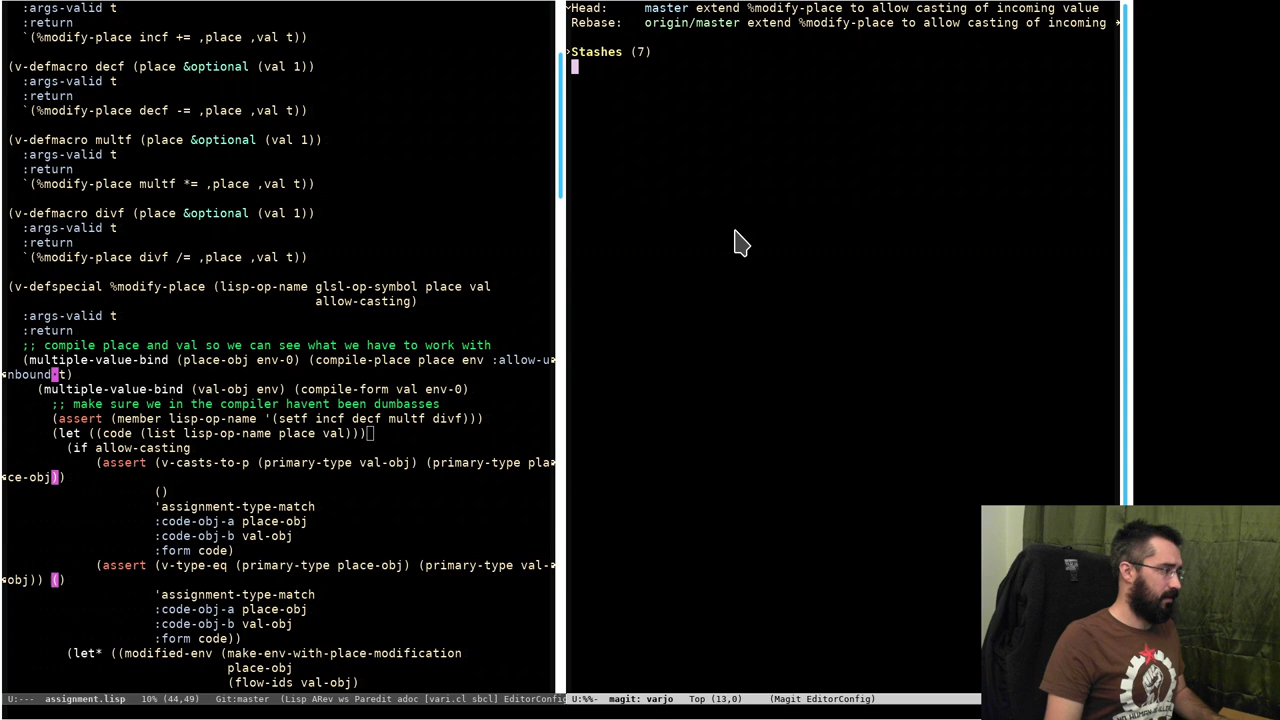 :args-valid t
:return
`(%modify-place incf += ,place ,val t))
(v-defmacro decf (place &optional (val 1))
:args-valid t
:return
`(%modify-place decf -= ,place ,val t))
(v-defmacro multf (place &optional (val 1))
:args-valid t
:return
`(%modify-place multf *= ,place ,val t))
(v-defmacro divf (place &optional (val 1))
:args-valid t
:return
`(%modify-place divf /= ,place ,val t))
(v-defspecial %modify-place (lisp-op-name glsl-op-symbol place val
allow-casting)
:args-valid t
:return
;; compile place and val so we can see what we have to work with
(multiple-value-bind (place-obj env-0) (compile-place place env :allow-u
nbound t)
(multiple-value-bind (val-obj env) (compile-form val env-0)
;; make sure we in the compiler havent been dumbasses
(assert (member lisp-op-name '(setf incf decf multf divf)))
(let ((code (list lisp-op-name place val)))
(if allow-casting
(assert (v-casts-to-p (primary-type val-obj) (primary-type pla
ce-obj))
()
'assignment-type-match
:code-obj-a place-obj
:code-obj-b val-obj
:form code)
(assert (v-type-eq (primary-type place-obj) (primary-type val-
obj)) ()
'assignment-type-match
:code-obj-a place-obj
:code-obj-b val-obj
:form code))
(let* ((modified-env (make-env-with-place-modification
place-obj
(flow-ids val-obj)
U:--- assignment.lisp 10% (44,49) Git:master (Lisp ARev ws Paredit adoc [vari.cl sbcl] EditorConfig
Head: master extend %modify-place to allow casting of incoming value
Rebase: origin/master extend %modify-place to allow casting of incoming
Stashes (7)
U:%%- magit: varjo Top (13,0) (Magit EditorConfig)